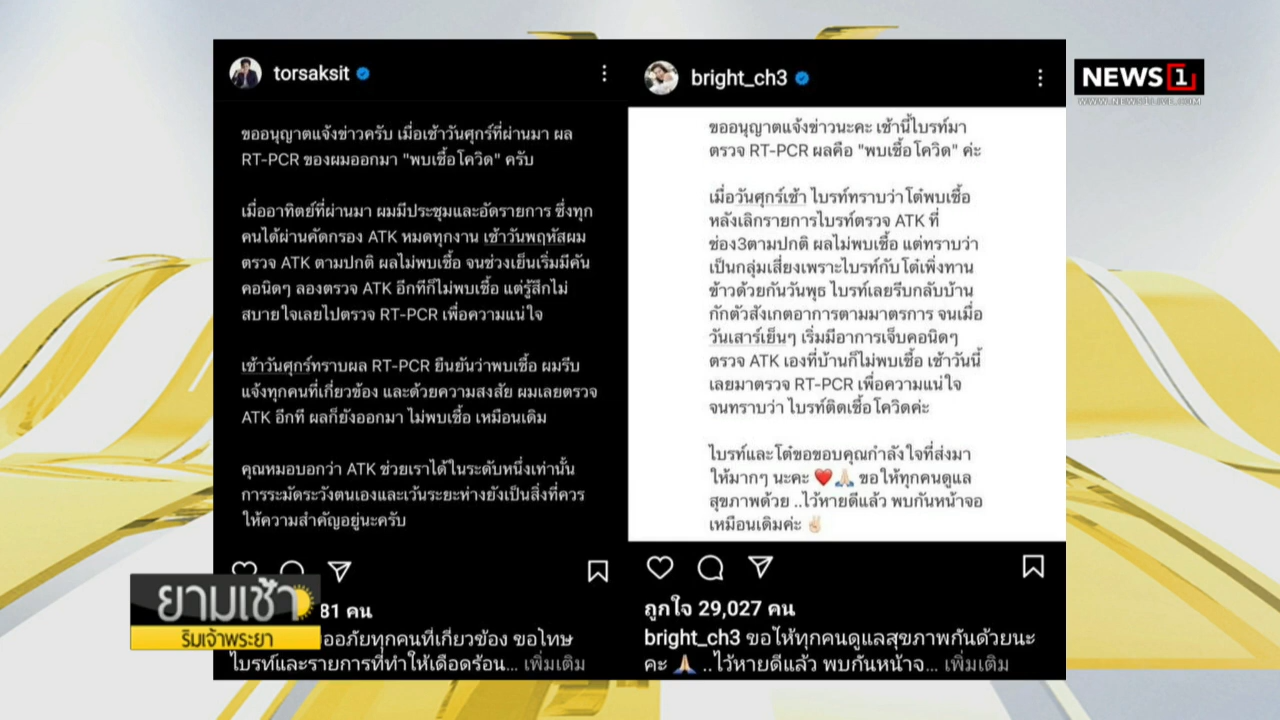 torsaksit
ขออนุญาตแจ้งข่าวครับ เมื่อเช้าวันศุกร์ที่ผ่านมา ผล
RT-PCR ของผมออกมา "พบเชื้อโควิด" ครับ
เมื่ออาทิตย์ที่ผ่านมา ผมมีประชุมและอัดรายการ ซึ่งทุก
คนได้ผ่านคัดกรอง ATK หมดทุกงาน เช้าวันพฤหัสผม
ตรวจ ATK ตามปกติ ผลไม่พบเชื้อ จนช่วงเย็นเริ่มมีคัน
คอนิดๆ ลองตรวจ ATK อีกทีก็ไม่พบเชื้อ แต่รู้สึกไม่
สบายใจเลยไปตรวจ RT-PCR เพื่อความแน่ใจ
เช้าวันศุกร์ทราบผล RT-PCR ยืนยันว่าพบเชื้อ ผมรีบ
แจ้งทุกคนที่เกี่ยวข้อง และด้วยความสงสัย ผมเลยตรวจ
ATK อีกที ผลก็ยังออกมา ไม่พบเชื้อ เหมือนเดิม
คุณหมอบอกว่า ATK ช่วยเราได้ในระดับหนึ่งเท่านั้น
การระมัดระวังตนเองและเว้นระยะห่างยังเป็นสิ่งที่ควร
ให้ความสำคัญอยู่นะครับ
81 คน
ออภัยทุกคนที่เกี่ยวข้อง ขอโทษ
ไบรท์และรายการที่ทำให้เดือดร้อน... เพิ่มเติม
bright_ch3
ขออนุญาตแจ้งข่าวนะคะ เช้านี้ไบรท์มา
ตรวจ RT-PCR ผลคือ "พบเชื้อโควิด" ค่ะ
เมื่อวันศุกร์เช้า ไบรท์ทราบว่าโต๋พบเชื้อ
หลังเลิกรายการไบรท์ตรวจ ATK ที่
ช่อง3ตามปกติ ผลไม่พบเชื้อ แต่ทราบว่า
เป็นกลุ่มเสี่ยงเพราะไบรท์กับโต๋เพิ่งทาน
ข้าวด้วยกันวันพุธ ไบรท์เลยรีบกลับบ้าน
กักตัวสังเกตอาการตามมาตรการ จนเมื่อ
วันเสาร์เย็นๆ เริ่มมีอาการเจ็บคอนิดๆ
ตรวจ ATK เองที่บ้านก็ไม่พบเชื้อ เช้าวันนี้
เลยมาตรวจ RT-PCR เพื่อความแน่ใจ
จนทราบว่า ไบรท์ติดเชื้อโควิดค่ะ
ไบรท์และโต๋ขอขอบคุณกำลังใจที่ส่งมา
ให้มากๆ นะคะ ❤️🙏🏻 ขอให้ทุกคนดูแล
สุขภาพด้วย ..ไว้หายดีแล้ว พบกันหน้าจอ
เหมือนเดิมค่ะ ✌🏻
ถูกใจ 29,027 คน
bright_ch3 ขอให้ทุกคนดูแลสุขภาพกันด้วยนะ
คะ 🙏🏻 ..ไว้หายดีแล้ว พบกันหน้าจ... เพิ่มเติม
NEWS 1
WWW.NEWS1LIVE.COM
ยามเช้า
ริมเจ้าพระยา